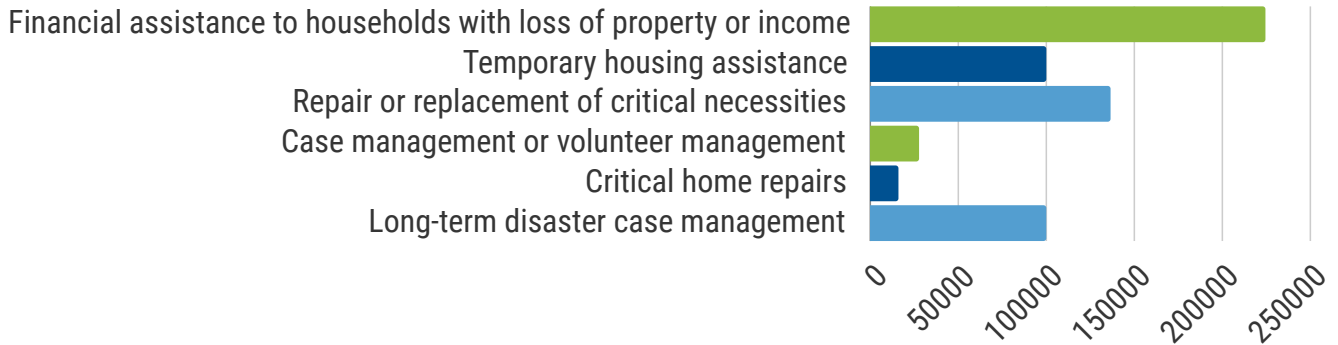 Financial assistance to households with loss of property or income
Temporary housing assistance
Repair or replacement of critical necessities
Case management or volunteer management
Critical home repairs
Long-term disaster case management
0
50000
100000
150000
200000
250000